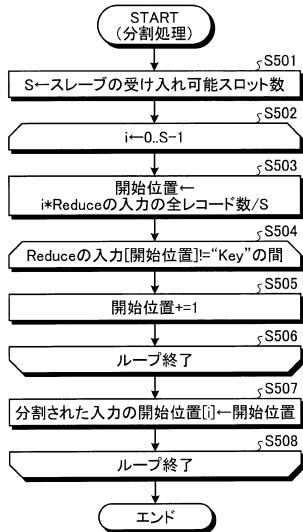 START
(分割処理)
S501
S←スレーブの受け入れ可能スロット数
S502
i←0..S-1
S503
開始位置←
i*Reduceの入力の全レコード数/S
S504
Reduceの入力[開始位置]!=“Key”の間
S505
開始位置+=1
S506
ループ終了
S507
分割された入力の開始位置[i]←開始位置
S508
ループ終了
エンド